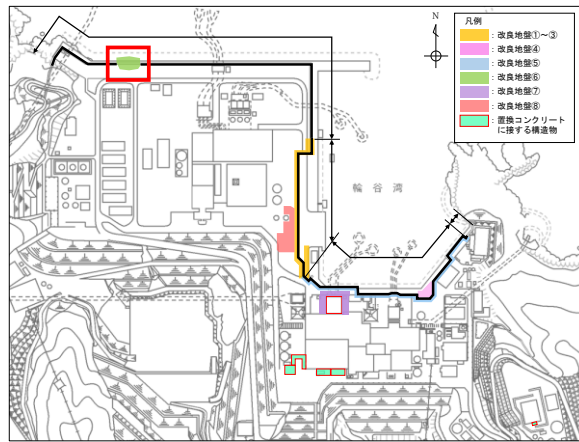 N
凡例
：改良地盤①～③
：改良地盤④
：改良地盤⑤
：改良地盤⑥
：改良地盤⑦
：改良地盤⑧
：置換コンクリート
に接する構造物
輪谷湾